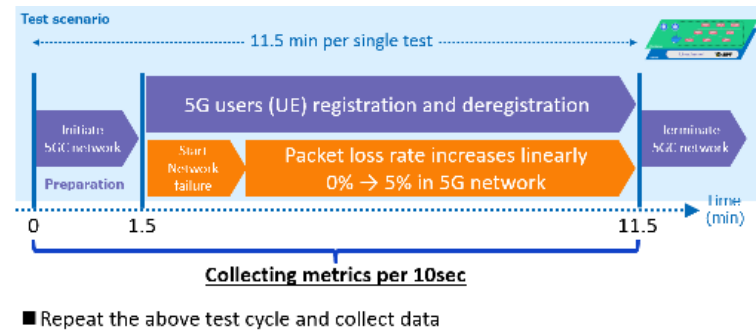 Test scenario
11.5 min per single test
5G users (UE) registration and deregistration
Initiate
5GC network
Preparation
Start
Network
failure
Packet loss rate increases linearly
0% → 5% in 5G network
Terminate
5GC network
Time
(min)
0
1.5
11.5
Collecting metrics per 10sec
■ Repeat the above test cycle and collect data